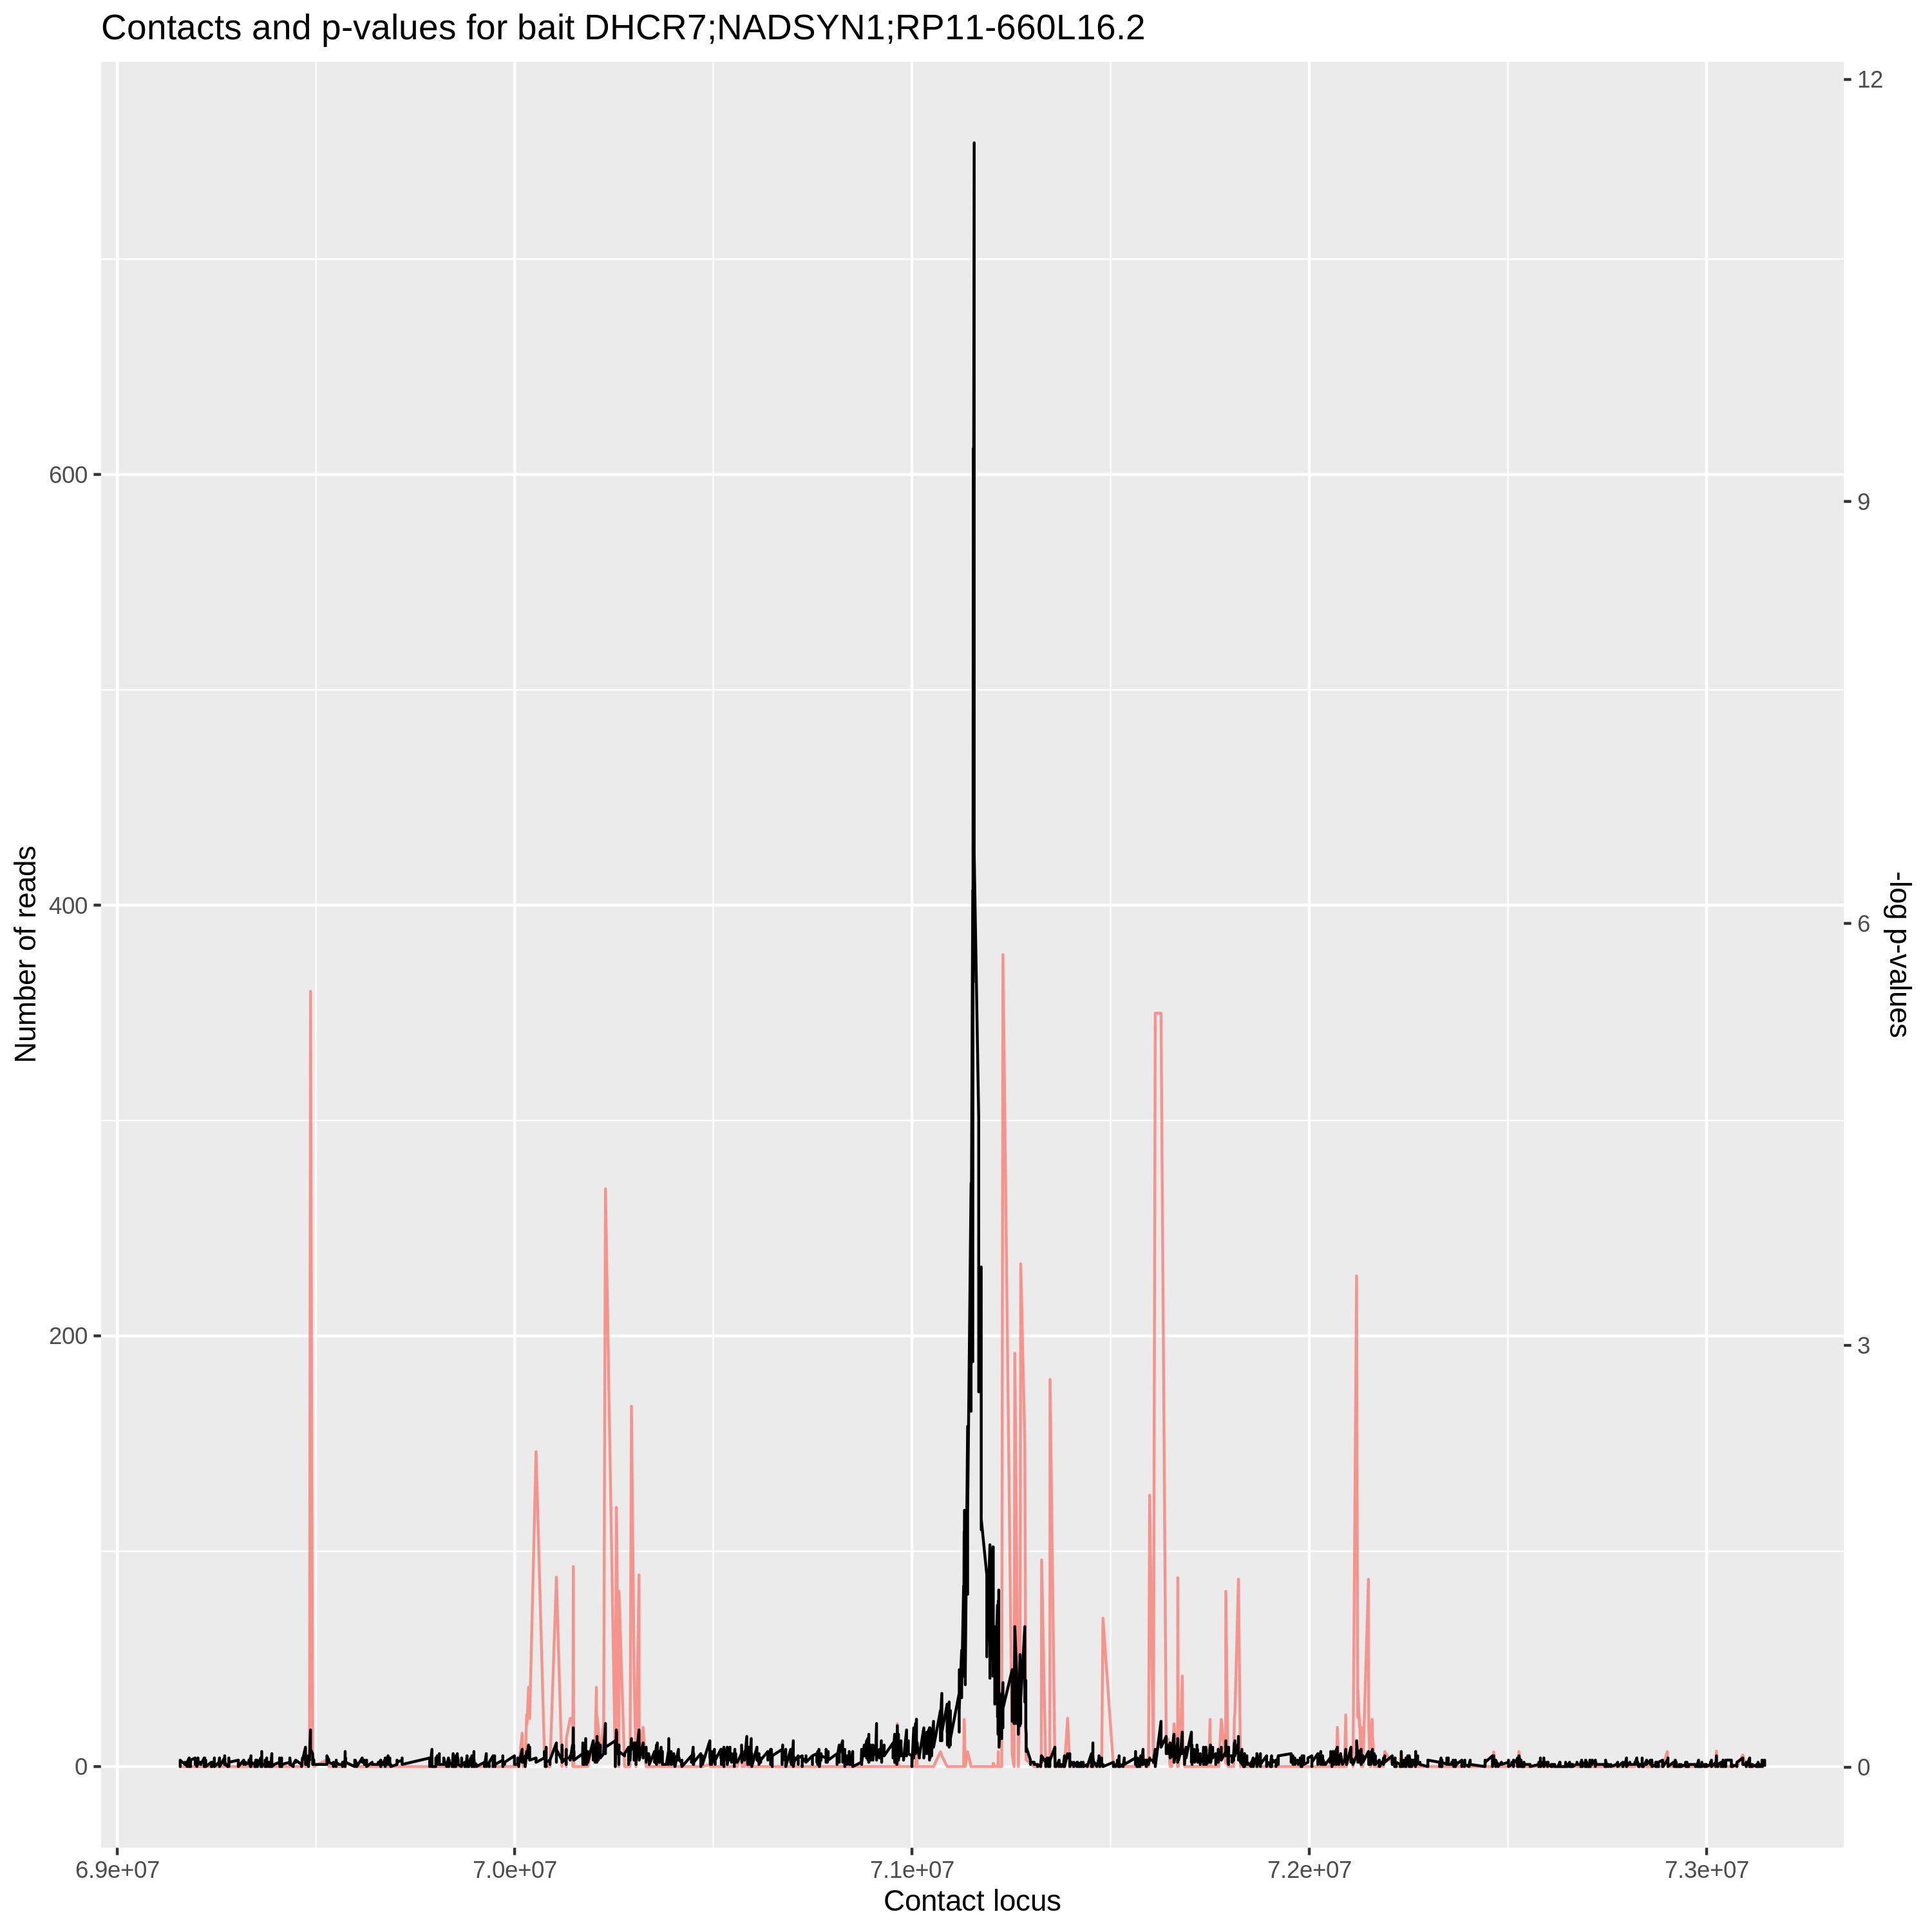 Contacts and p-values for bait DHCR7;NADSYN1;RP11-660L16.2
12
600
9
Number of reads
400
6
-log p-values
200
3
0
0
6.9e+07 7.0e+07 7.1e+07 7.2e+07 7.3e+07
Contact locus